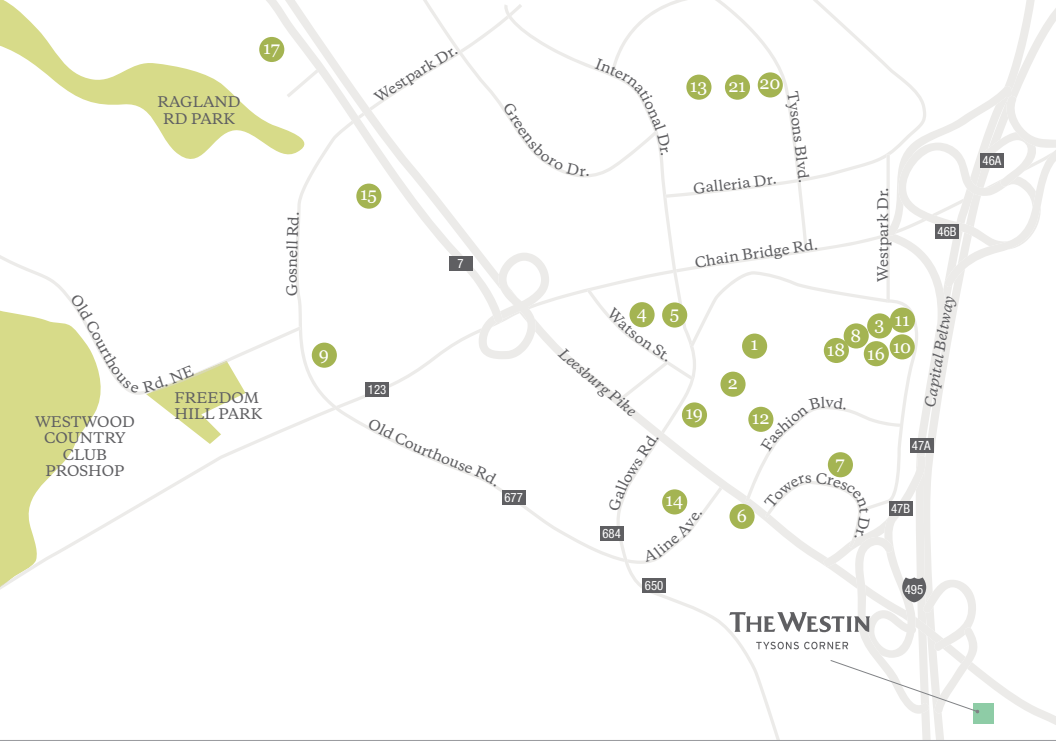 17
RAGLAND
RD PARK
Westpark Dr.
International Dr.
13
21
20
Tysons Blvd.
Greensboro Dr.
46A
Galleria Dr.
15
Gosnell Rd.
Westpark Dr.
46B
7
Chain Bridge Rd.
Old Courthouse Rd. NE
4
5
Watson St.
Capital Beltway
11
3
8
18
16
10
1
9
Leesburg Pike
2
123
FREEDOM
HILL PARK
WESTWOOD
COUNTRY
CLUB
PROSHOP
19
12
Fashion Blvd.
Old Courthouse Rd.
Gallows Rd.
47A
7
Towers Crescent Dr.
677
14
6
47B
684
Aline Ave.
650
495
THE WESTIN
TYSONS CORNER